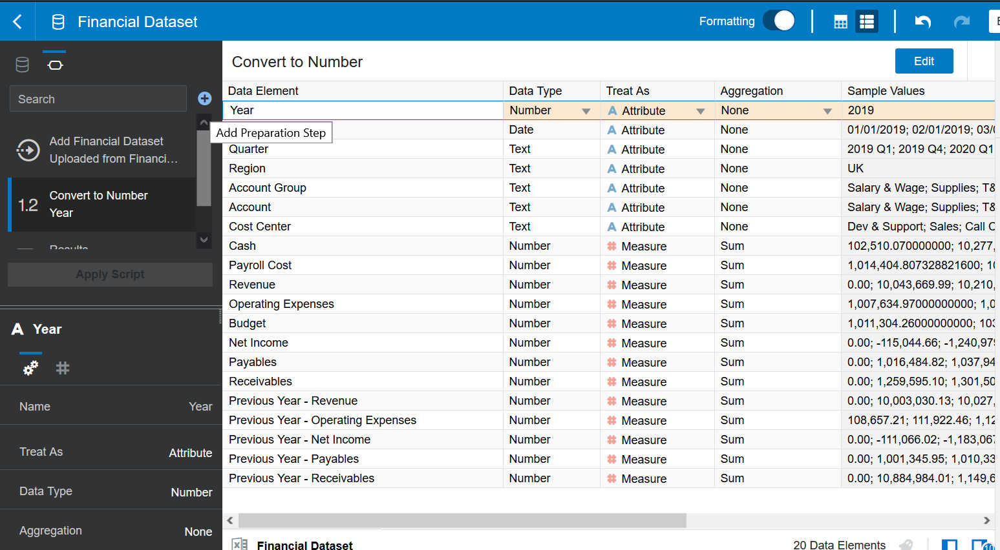 Financial Dataset
Formatting
Search
Add Financial Dataset
Uploaded from Financi...
1.2
Convert to Number
Year
Results
Apply Script
A Year
Name Year
Treat As Attribute
Data Type Number
Aggregation None
Convert to Number
Edit
Data Element Data Type Treat As Aggregation Sample Values
Year Number A Attribute None 2019
Add Preparation Step
Date A Attribute None 01/01/2019; 02/01/2019; 03/
Quarter Text A Attribute None 2019 Q1; 2019 Q4; 2020 Q1
Region Text A Attribute None UK
Account Group Text A Attribute None Salary & Wage; Supplies; T&
Account Text A Attribute None Salary & Wage; Supplies; T&
Cost Center Text A Attribute None Dev & Support; Sales; Call C
Cash Number # Measure Sum 102,510.070000000; 10,277,
Payroll Cost Number # Measure Sum 1,014,404.807328821600; 10
Revenue Number # Measure Sum 0.00; 10,043,669.99; 10,210,
Operating Expenses Number # Measure Sum 1,007,634.97000000000; 1,0
Budget Number # Measure Sum 1,011,304.26000000000; 103
Net Income Number # Measure Sum 0.00; -115,044.66; -1,240,979
Payables Number # Measure Sum 0.00; 1,016,484.82; 1,037,94
Receivables Number # Measure Sum 0.00; 1,259,595.10; 1,301,50
Previous Year - Revenue Number # Measure Sum 0.00; 10,003,030.13; 10,027,
Previous Year - Operating Expenses Number # Measure Sum 108,657.21; 111,922.46; 1,12
Previous Year - Net Income Number # Measure Sum 0.00; -111,066.02; -1,183,067
Previous Year - Payables Number # Measure Sum 0.00; 1,001,345.95; 1,010,33
Previous Year - Receivables Number # Measure Sum 0.00; 10,884,984.01; 1,149,6
Financial Dataset
20 Data Elements